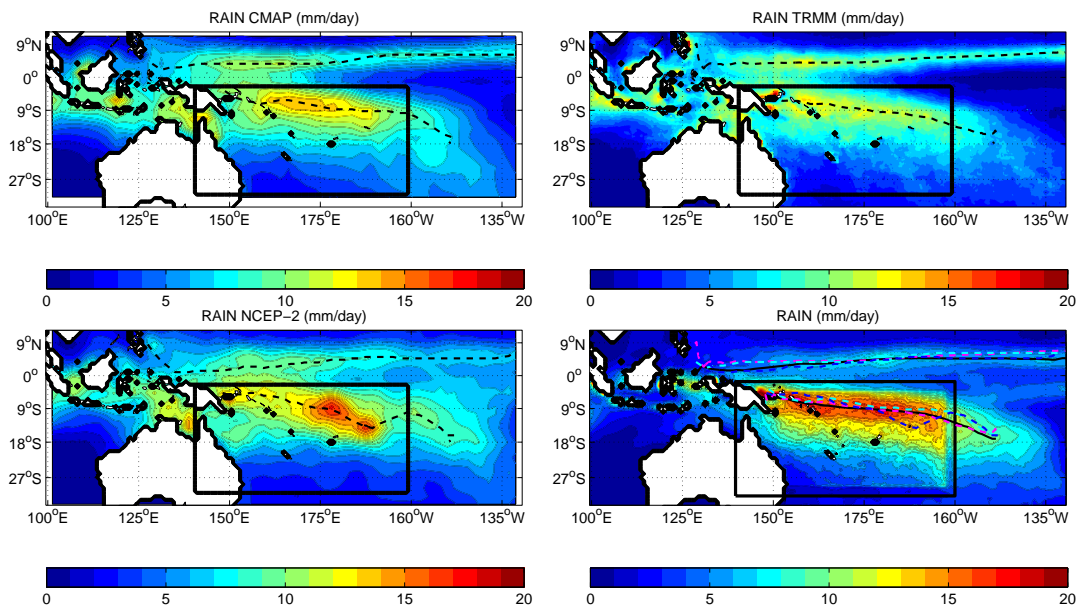 RAIN CMAP (mm/day)
9°N
0°
9°S
18°S
27°S
100°E 125°E 150°E 175°E 160°W 135°W
0 5 10 15 20
RAIN TRMM (mm/day)
9°N
0°
9°S
18°S
27°S
100°E 125°E 150°E 175°E 160°W 135°W
0 5 10 15 20
RAIN NCEP−2 (mm/day)
9°N
0°
9°S
18°S
27°S
100°E 125°E 150°E 175°E 160°W 135°W
0 5 10 15 20
RAIN (mm/day)
9°N
0°
9°S
18°S
27°S
100°E 125°E 150°E 175°E 160°W 135°W
0 5 10 15 20